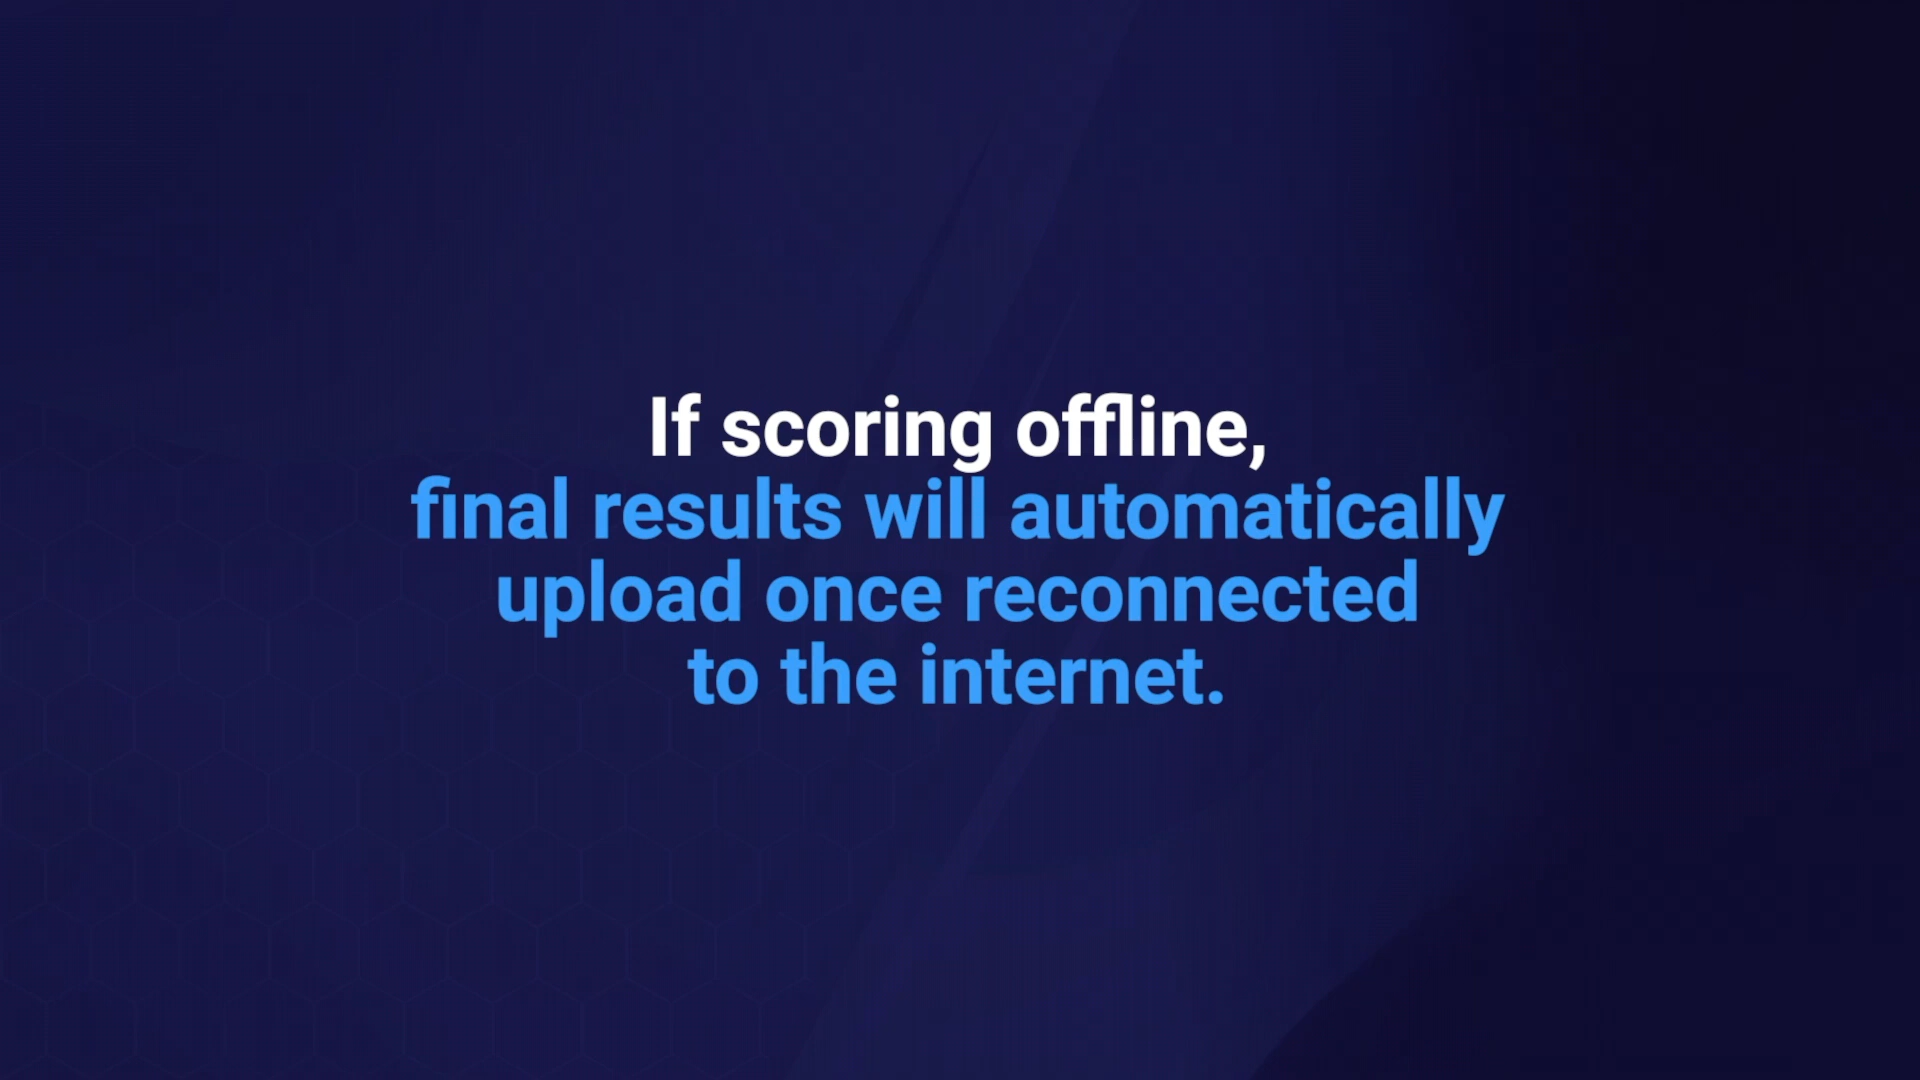 If scoring offline,
final results will automatically
upload once reconnected
to the internet.